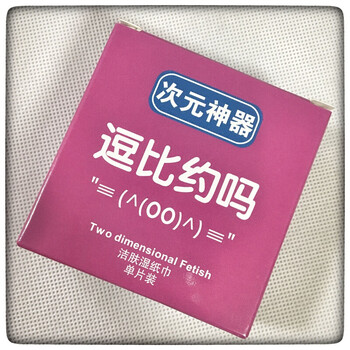 次元神器
逗比约吗
"≡(^(OO)^)≡"
Two dimensional Fetish
洁肤湿纸巾
单片装